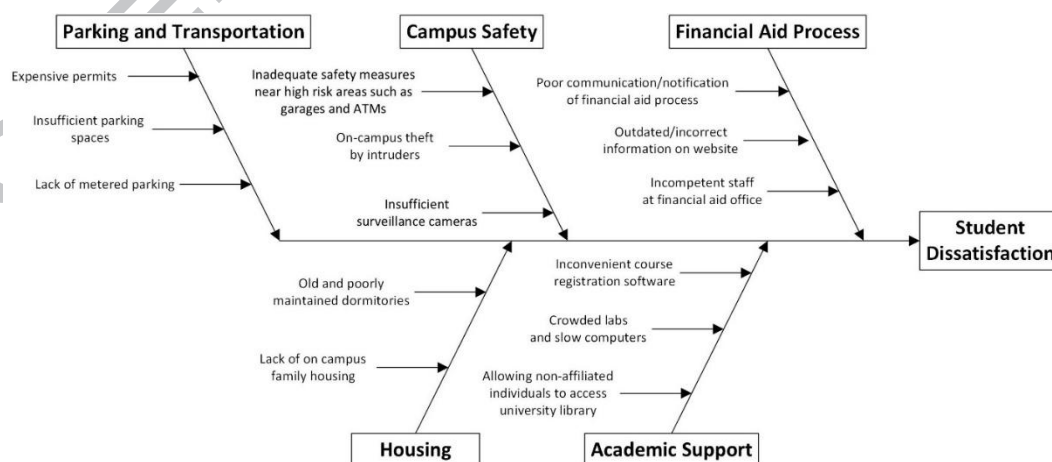 Parking and Transportation
Expensive permits
Insufficient parking
spaces
Lack of metered parking
Campus Safety
Inadequate safety measures
near high risk areas such as
garages and ATMs
On-campus theft
by intruders
Insufficient
surveillance cameras
Financial Aid Process
Poor communication/notification
of financial aid process
Outdated/incorrect
information on website
Incompetent staff
at financial aid office
Student
Dissatisfaction
Old and poorly
maintained dormitories
Lack of on campus
family housing
Housing
Inconvenient course
registration software
Crowded labs
and slow computers
Allowing non-affiliated
individuals to access
university library
Academic Support